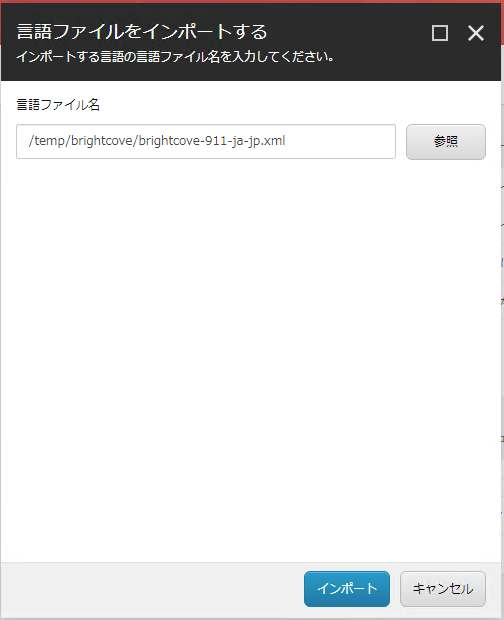 言語ファイルをインポートする
インポートする言語の言語ファイル名を入力してください。
言語ファイル名
/temp/brightcove/brightcove-911-ja-jp.xml
参照
インポート
キャンセル